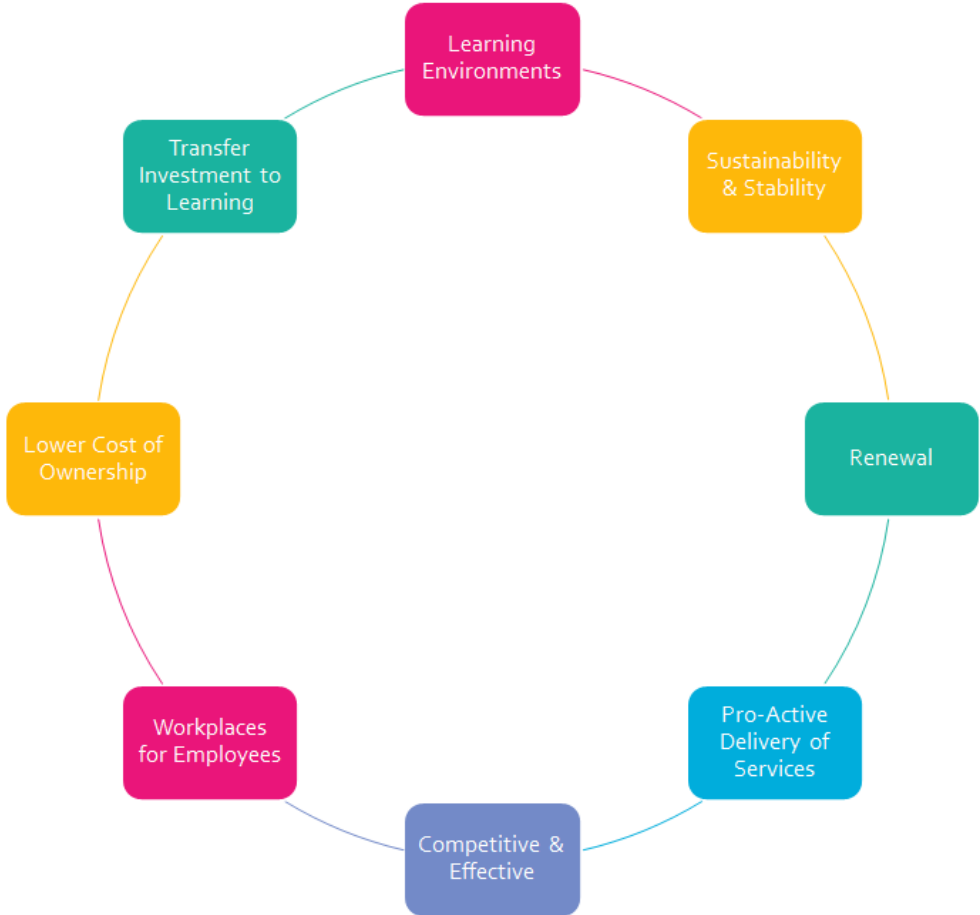 Learning
Environments
Sustainability
& Stability
Renewal
Pro-Active
Delivery of
Services
Competitive &
Effective
Workplaces
for Employees
Lower Cost of
Ownership
Transfer
Investment to
Learning